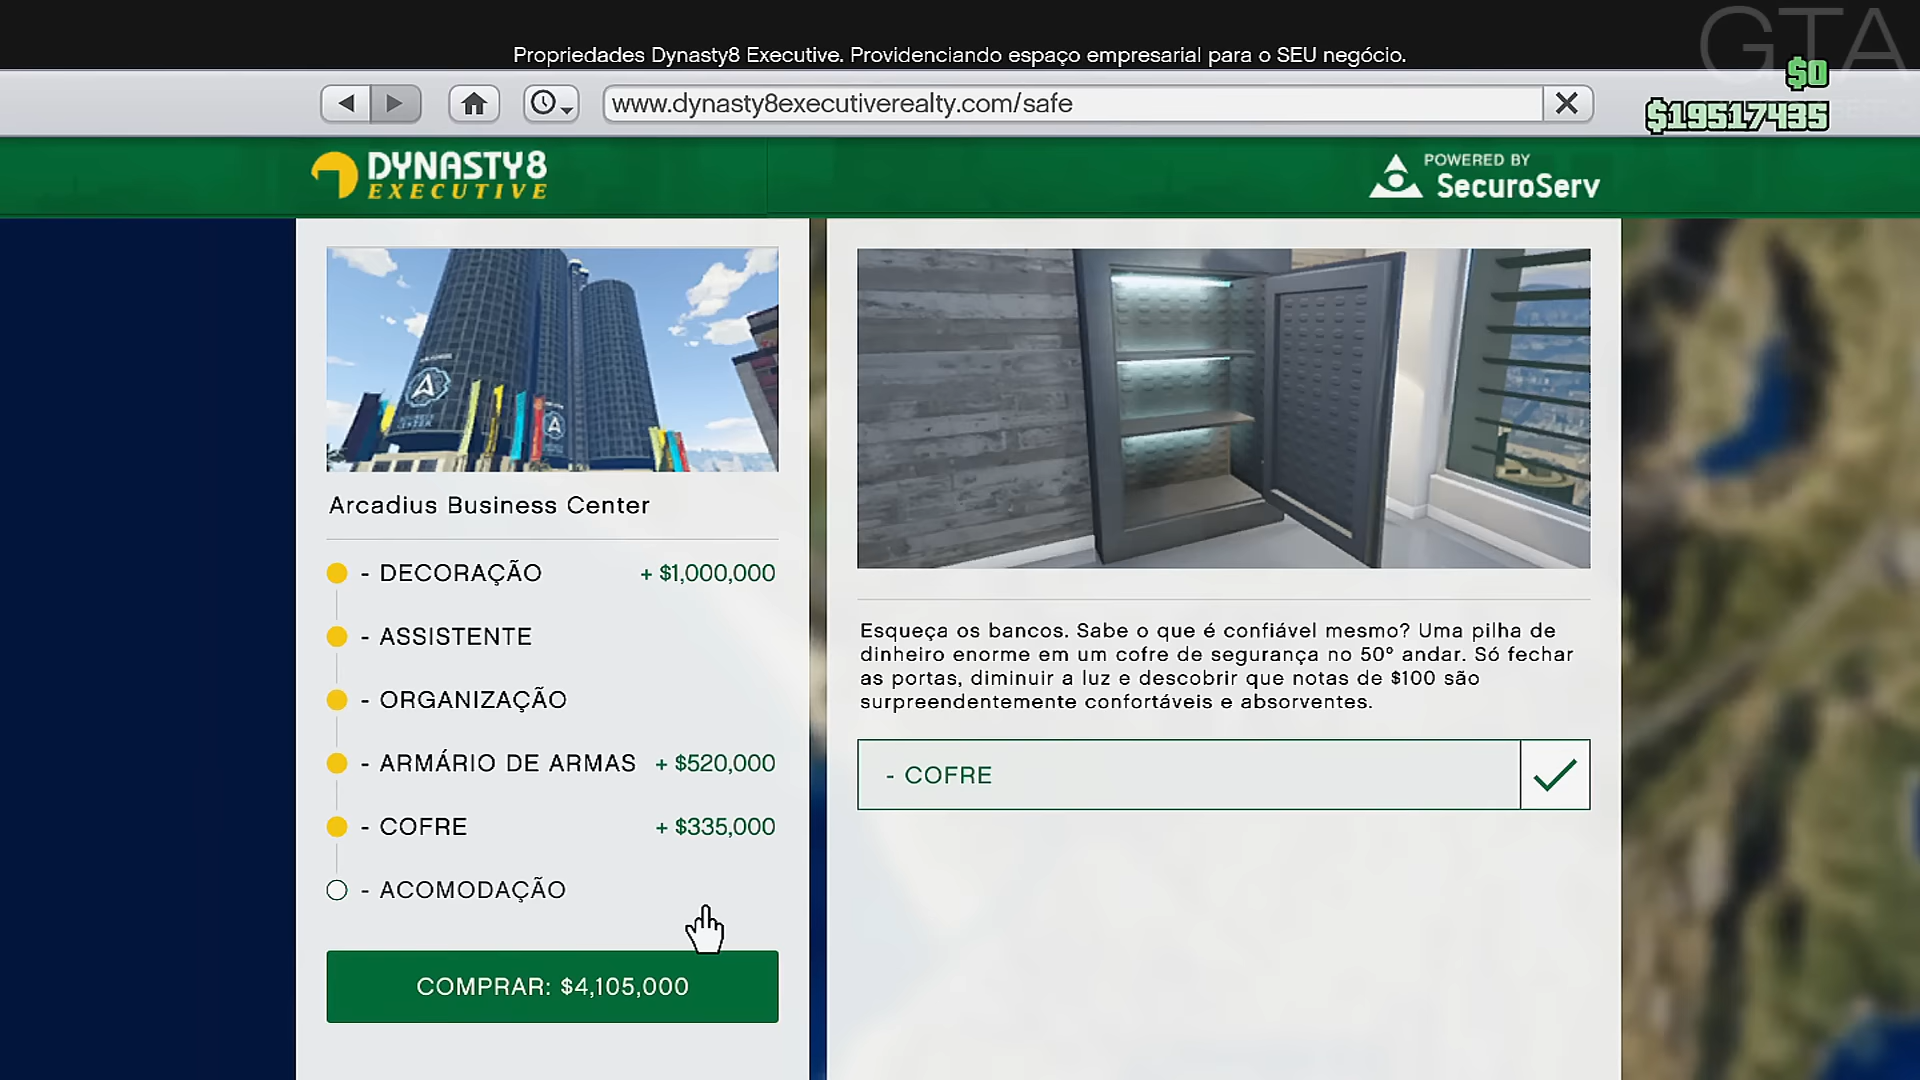 GTA
Propriedades Dynasty8 Executive. Providenciando espaço empresarial para o SEU negócio.
$0
www.dynasty8executiverealty.com/safe
$19517435
DYNASTY8
EXECUTIVE
POWERED BY
SecuroServ
Arcadius Business Center
- DECORAÇÃO + $1,000,000
- ASSISTENTE
- ORGANIZAÇÃO
- ARMÁRIO DE ARMAS + $520,000
- COFRE + $335,000
- ACOMODAÇÃO
COMPRAR: $4,105,000
Esqueça os bancos. Sabe o que é confiável mesmo? Uma pilha de
dinheiro enorme em um cofre de segurança no 50º andar. Só fechar
as portas, diminuir a luz e descobrir que notas de $100 são
surpreendentemente confortáveis e absorventes.
- COFRE